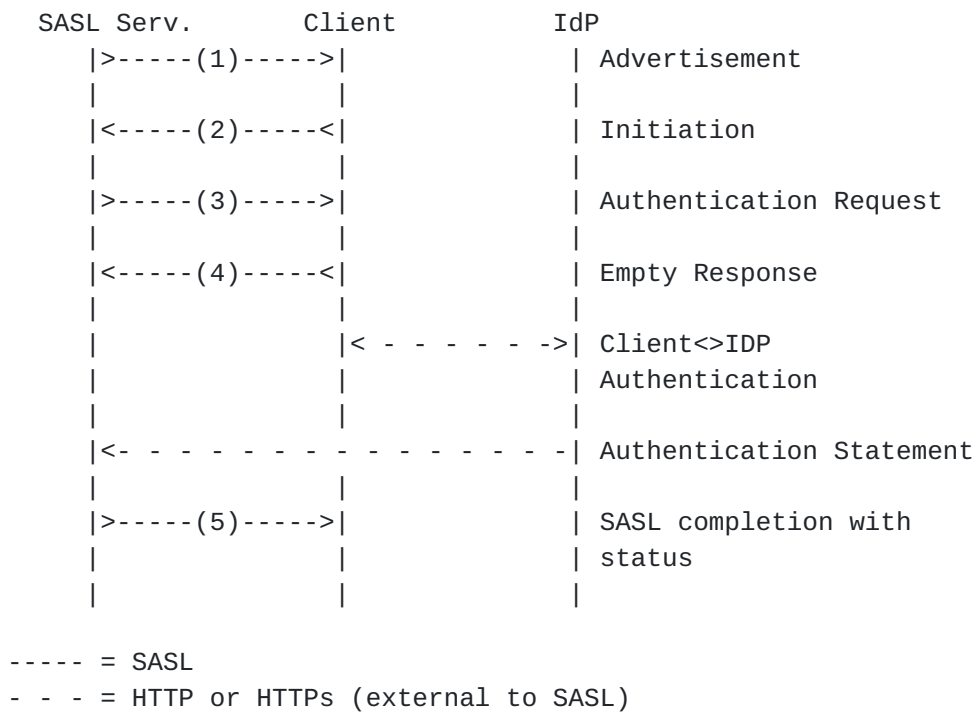 SASL Serv.       Client          IdP
     |>-----(1)----->|               | Advertisement
     |               |               |
     |<-----(2)-----<|               | Initiation
     |               |               |
     |>-----(3)----->|               | Authentication Request
     |               |               |
     |<-----(4)-----<|               | Empty Response
     |               |               |
     |               |< - - - - - ->| Client<>IDP
     |               |               | Authentication
     |               |               |
     |<- - - - - - - - - - - - - - -| Authentication Statement
     |               |               |
     |>-----(5)----->|               | SASL completion with
     |               |               | status
     |               |               |

----- = SASL
- - - = HTTP or HTTPs (external to SASL)